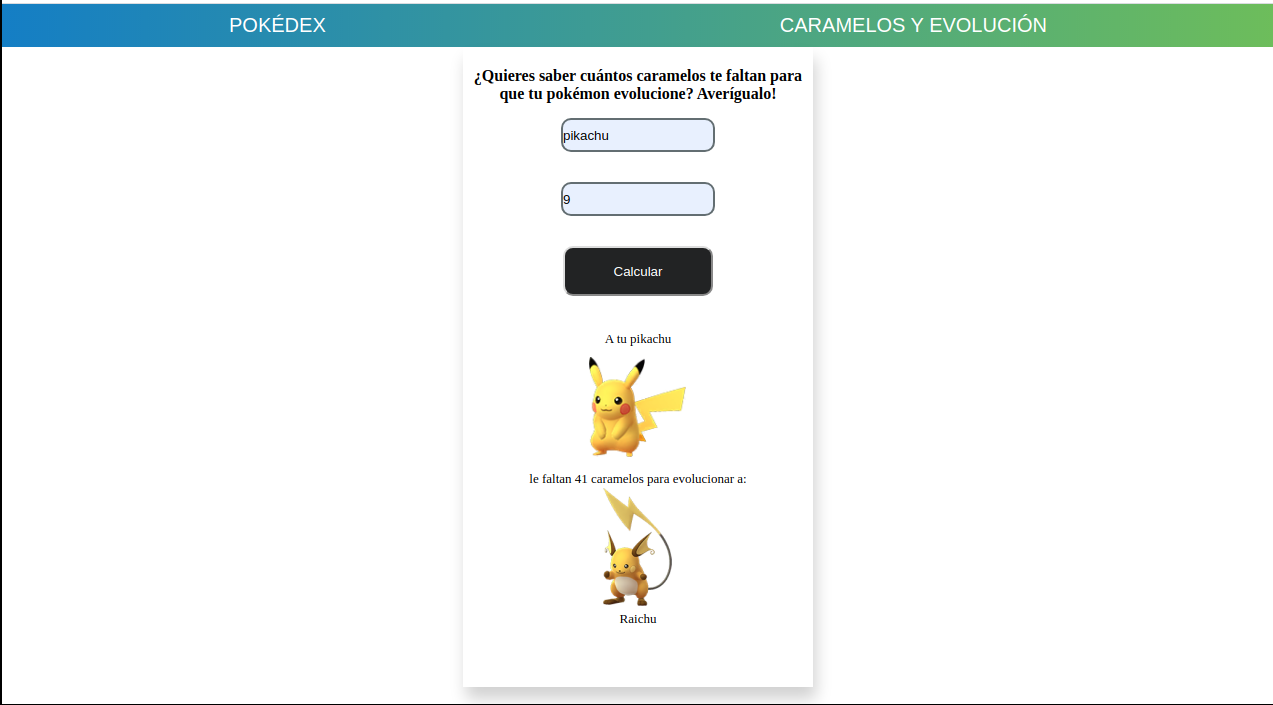 POKÉDEX
CARAMELOS Y EVOLUCIÓN
¿Quieres saber cuántos caramelos te faltan para
que tu pokémon evolucione? Averígualo!
pikachu
9
Calcular
A tu pikachu
le faltan 41 caramelos para evolucionar a:
Raichu